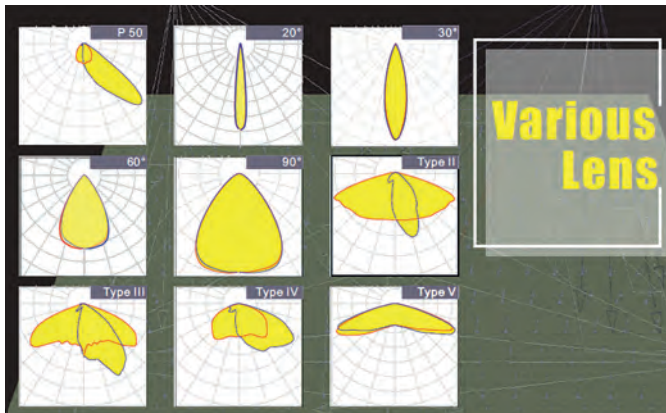 P 50
20°
30°
60°
90°
Type II
Type III
Type IV
Type V
Various
Lens